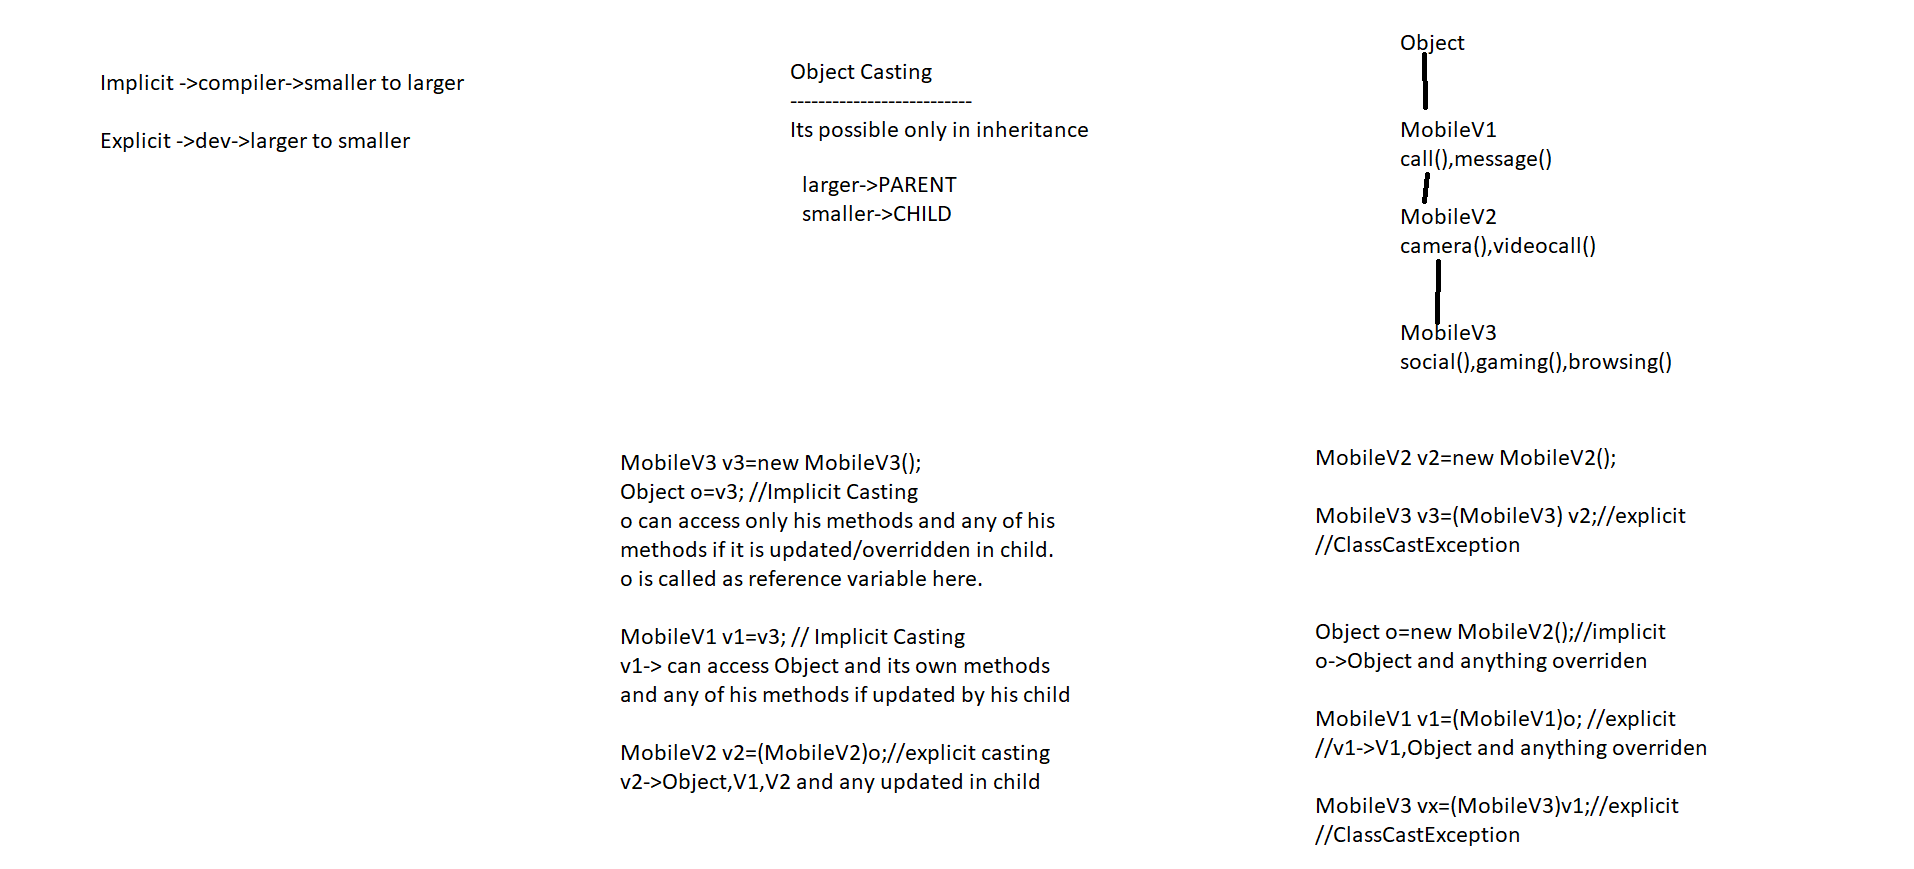 Implicit ->compiler->smaller to larger
Explicit ->dev->larger to smaller
Object Casting
--------------------------
Its possible only in inheritance
larger->PARENT
smaller->CHILD
Object
MobileV1
call(),message()
MobileV2
camera(),videocall()
MobileV3
social(),gaming(),browsing()
MobileV3 v3=new MobileV3();
Object o=v3; //Implicit Casting
o can access only his methods and any of his
methods if it is updated/overridden in child.
o is called as reference variable here.
MobileV1 v1=v3; // Implicit Casting
v1-> can access Object and its own methods
and any of his methods if updated by his child
MobileV2 v2=(MobileV2)o;//explicit casting
v2->Object,V1,V2 and any updated in child
MobileV2 v2=new MobileV2();
MobileV3 v3=(MobileV3) v2;//explicit
//ClassCastException
Object o=new MobileV2();//implicit
o->Object and anything overriden
MobileV1 v1=(MobileV1)o; //explicit
//v1->V1,Object and anything overriden
MobileV3 vx=(MobileV3)v1;//explicit
//ClassCastException